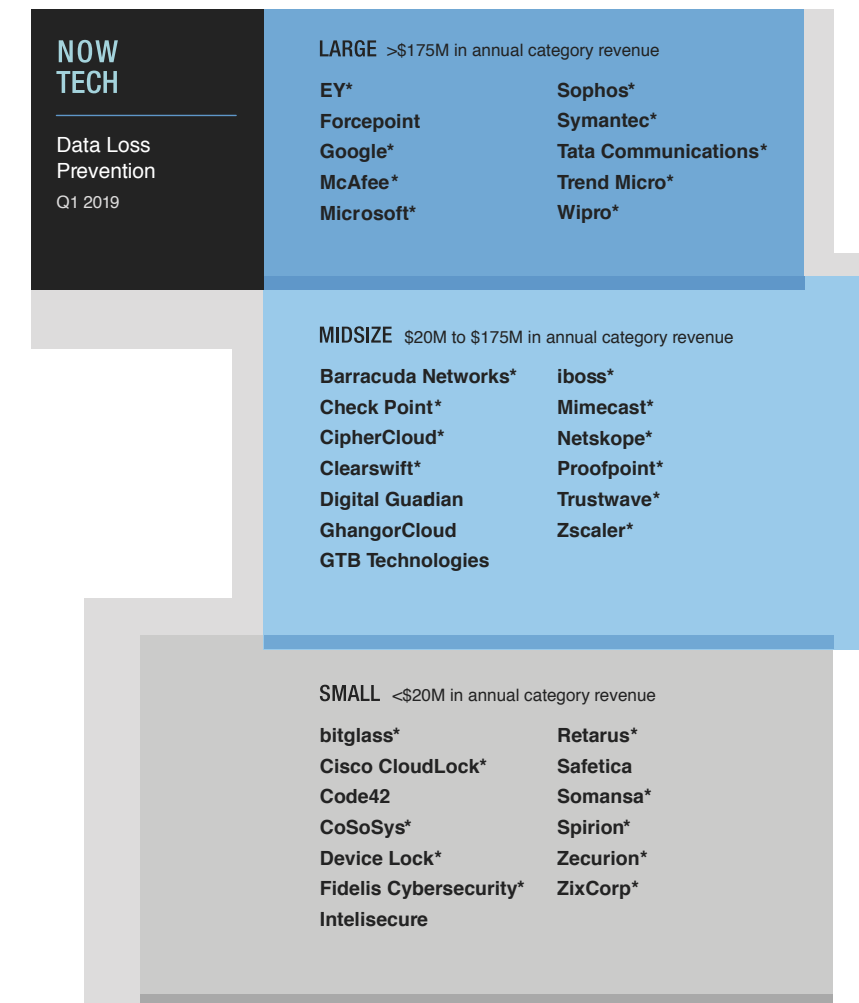 NOW
TECH
Data Loss
Prevention
Q1 2019
LARGE >$175M in annual category revenue
EY*
Forcepoint
Google*
McAfee*
Microsoft*
Sophos*
Symantec*
Tata Communications*
Trend Micro*
Wipro*
MIDSIZE $20M to $175M in annual category revenue
Barracuda Networks*
Check Point*
CipherCloud*
Clearswift*
Digital Guardian
GhangorCloud
GTB Technologies
iboss*
Mimecast*
Netskope*
Proofpoint*
Trustwave*
Zscaler*
SMALL <$20M in annual category revenue
bitglass*
Cisco CloudLock*
Code42
CoSoSys*
Device Lock*
Fidelis Cybersecurity*
Intelisecure
Retarus*
Safetica
Somansa*
Spirion*
Zecurion*
ZixCorp*